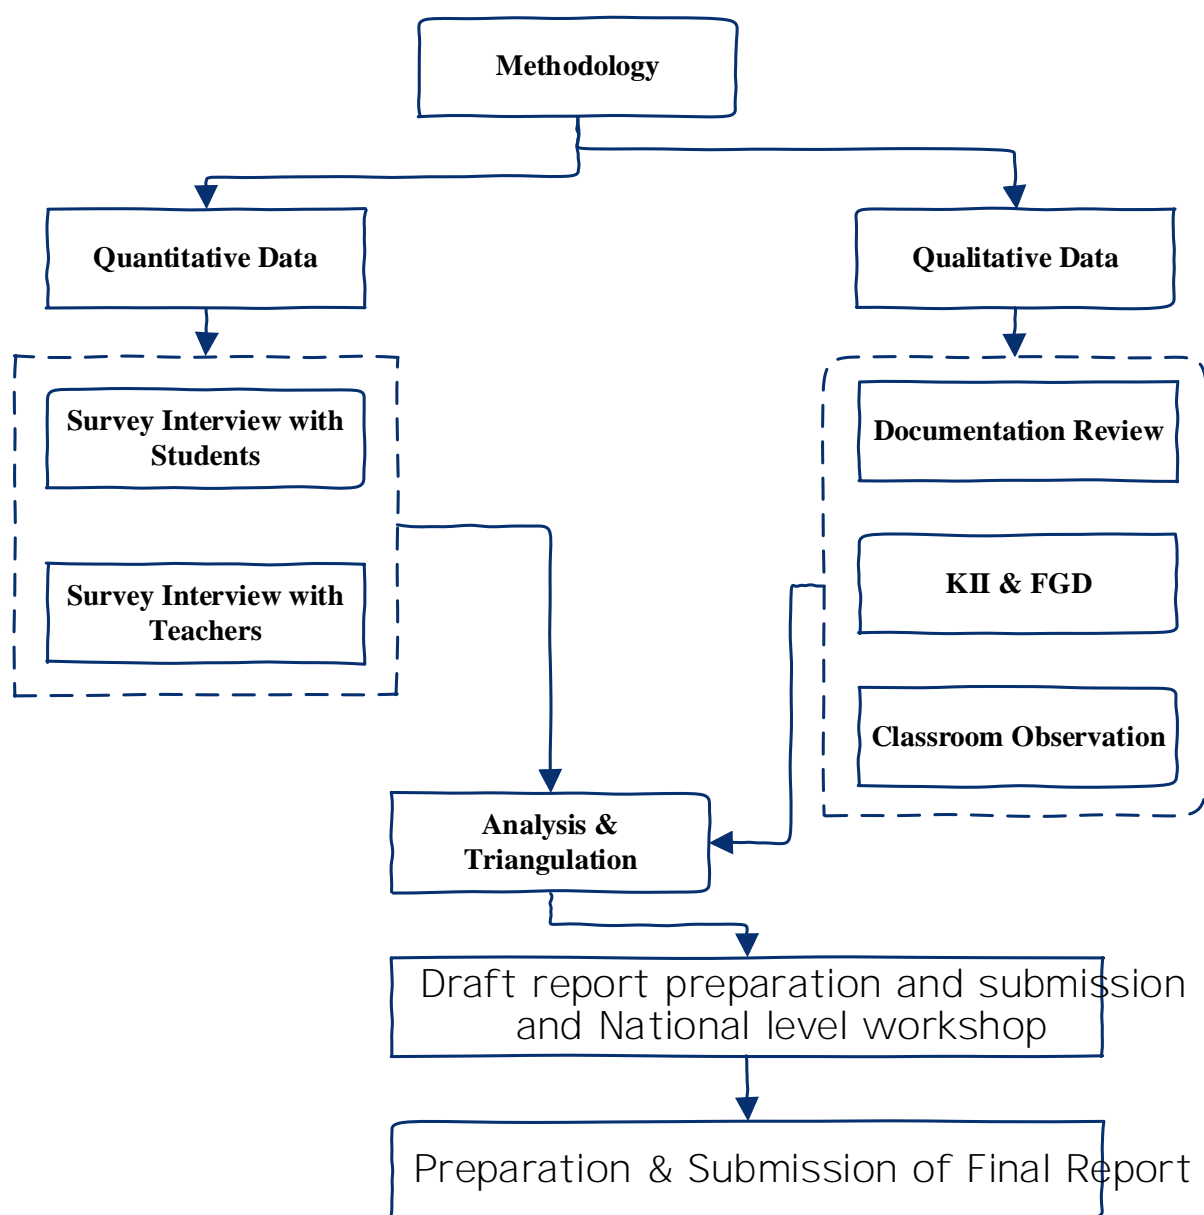 Methodology
Quantitative Data
Qualitative Data
Survey Interview with
Students
Survey Interview with
Teachers
Documentation Review
KII & FGD
Classroom Observation
Analysis &
Triangulation
Draft report preparation and submission
and National level workshop
Preparation & Submission of Final Report